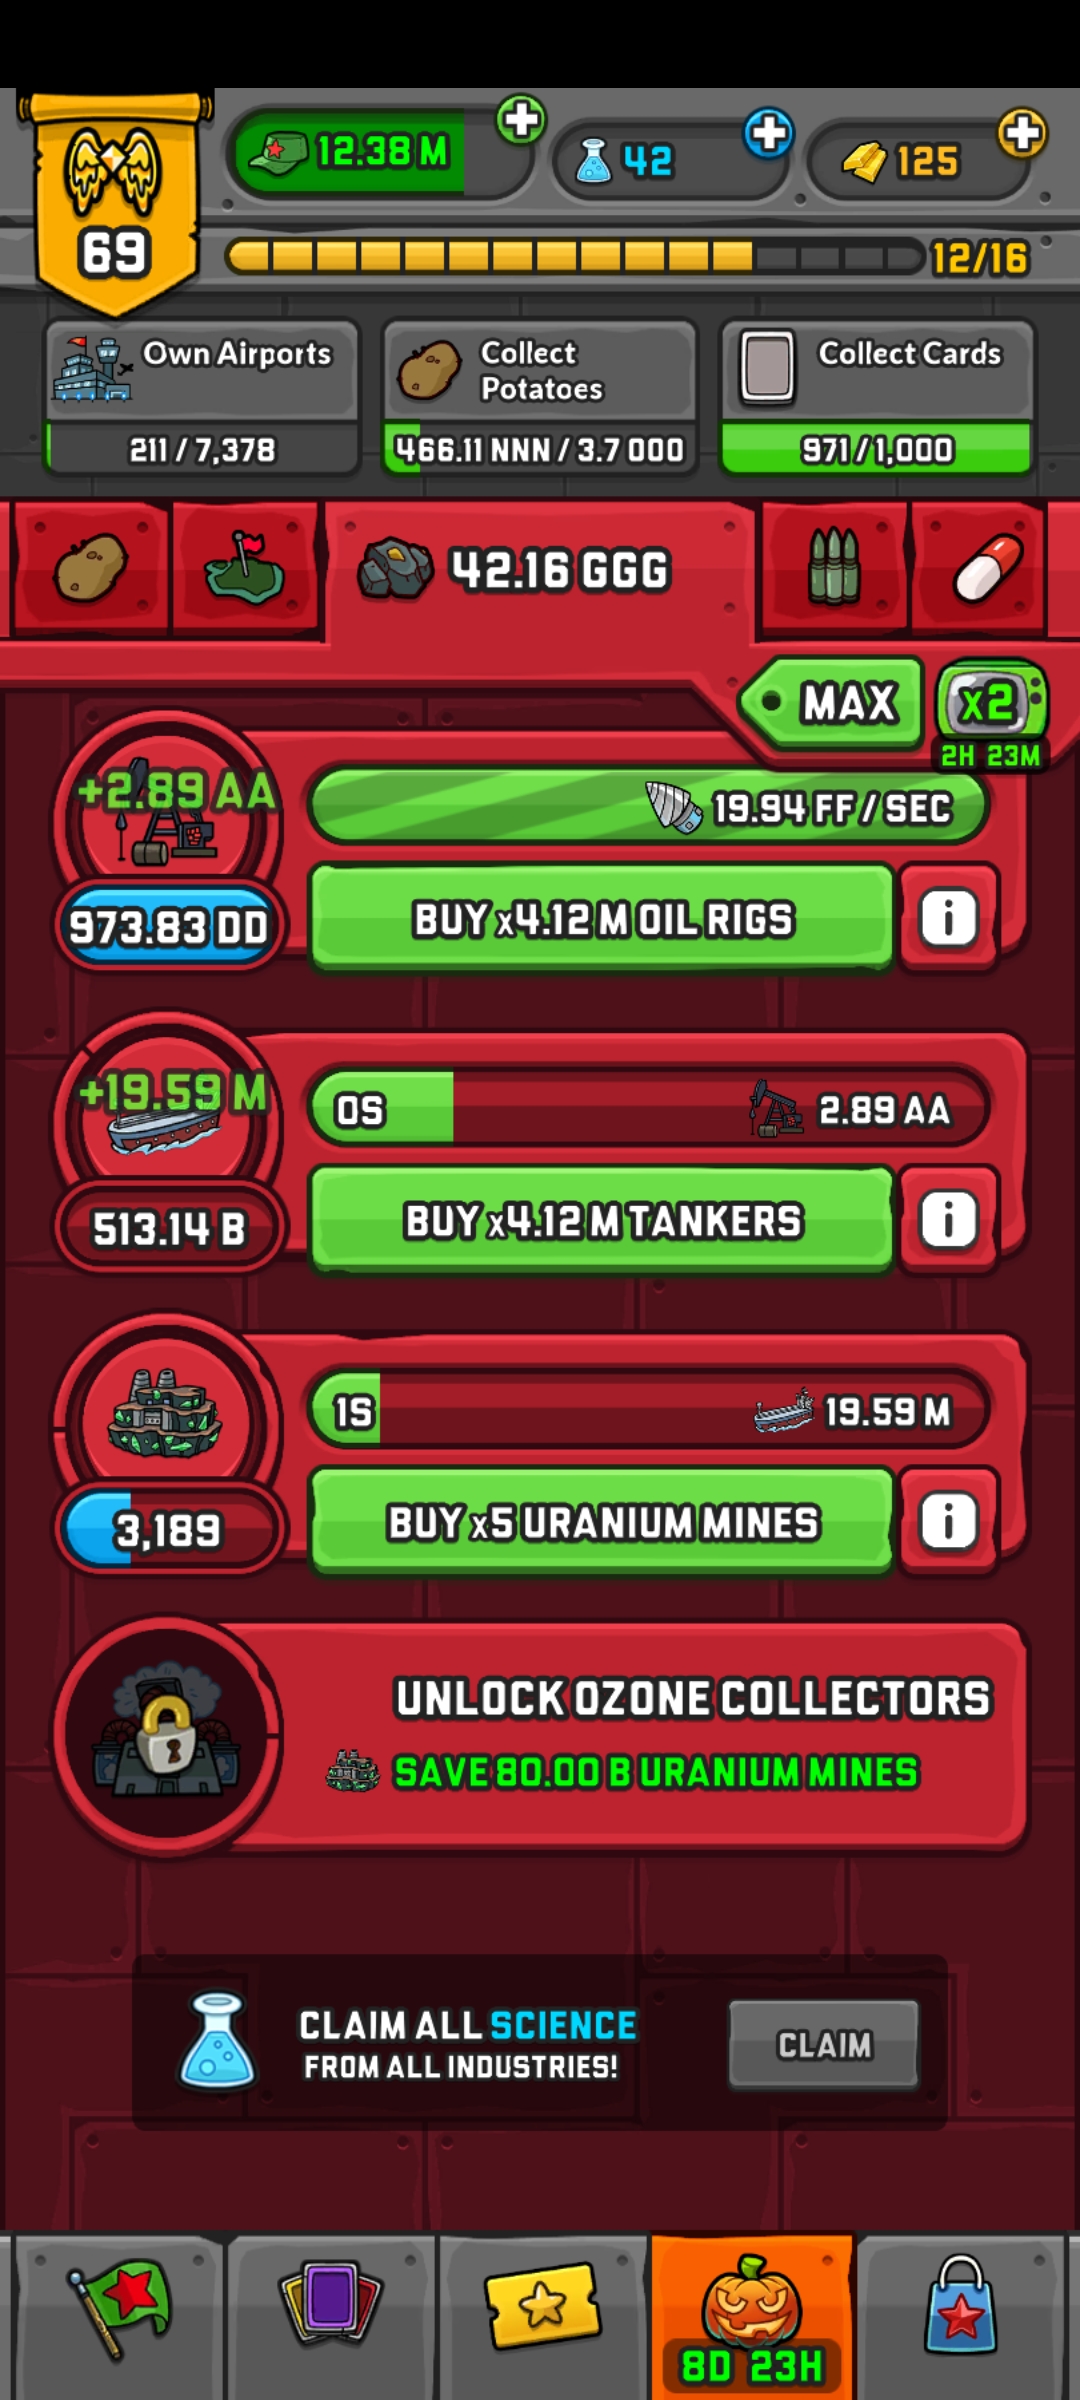 69
12.38 M
42
125
12/16
Own Airports
211 / 7,378
Collect
Potatoes
466.11 NNN / 3.7 OOO
Collect Cards
971 / 1,000
42.16 GGG
MAX
x2
2H 23M
+2.89 AA
19.94 FF / SEC
973.83 DD
BUY x4.12 M OIL RIGS
i
+19.59 M
0S
2.89 AA
513.14 B
BUY x4.12 M TANKERS
i
1S
19.59 M
3,189
BUY x5 URANIUM MINES
i
UNLOCK OZONE COLLECTORS
SAVE 80.00 B URANIUM MINES
CLAIM ALL SCIENCE
FROM ALL INDUSTRIES!
CLAIM
8D 23H